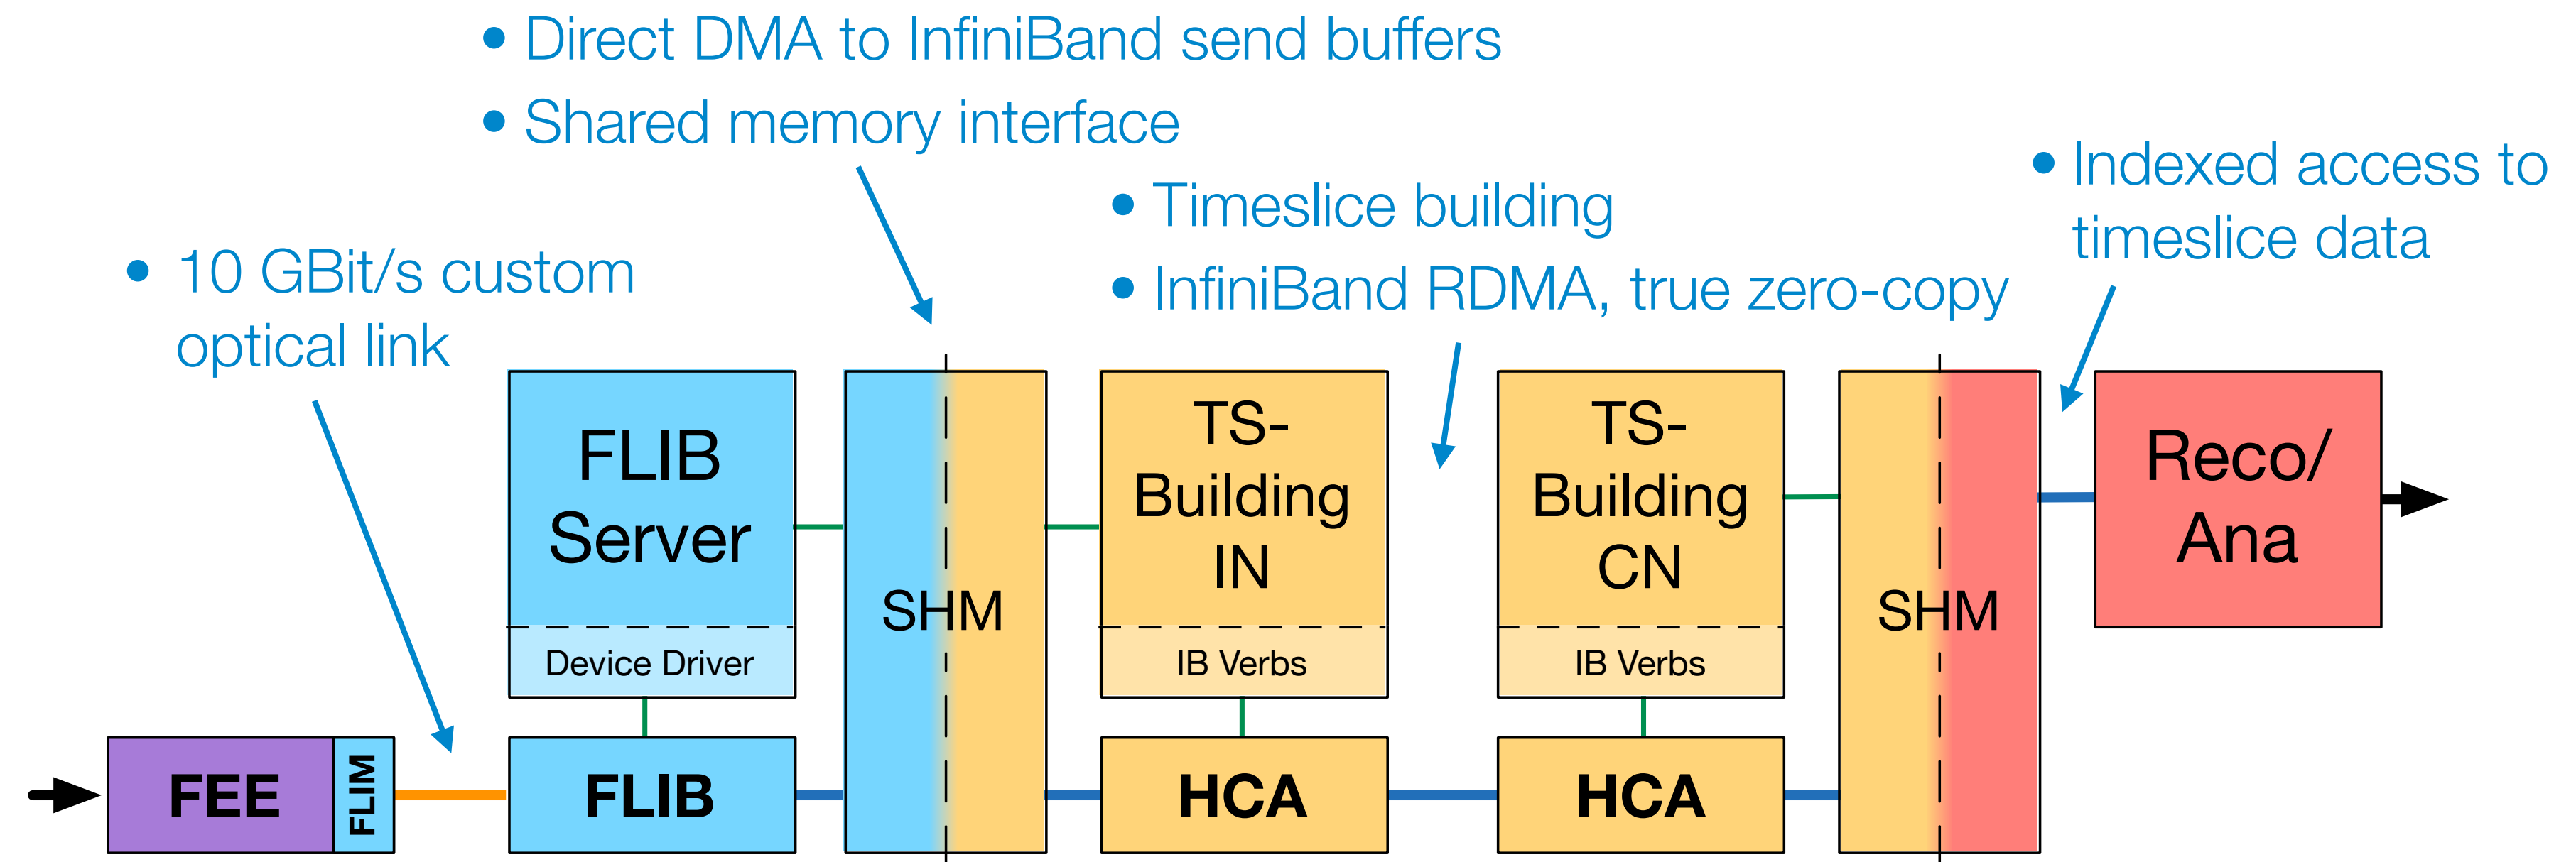 • Direct DMA to InfiniBand send buffers
• Shared memory interface
• Indexed access to
timeslice data
• Timeslice building
• InfiniBand RDMA, true zero-copy
• 10 GBit/s custom
optical link
FLIB
Server
Device Driver
SHM
TS-
Building
IN
IB Verbs
TS-
Building
CN
IB Verbs
SHM
Reco/
Ana
FEE
FLIM
FLIB
HCA
HCA